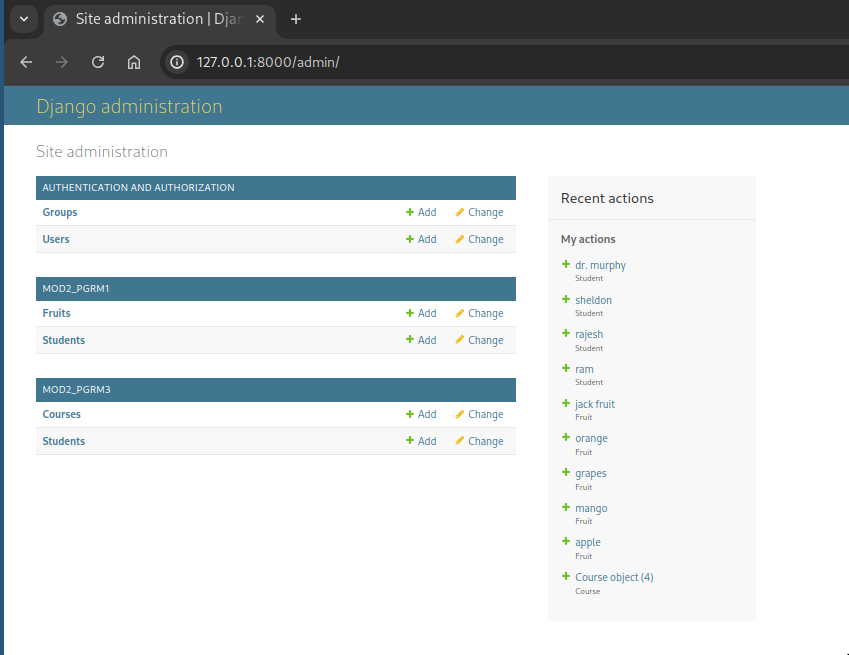 Site administration | Djan
127.0.0.1:8000/admin/
Django administration
Site administration
AUTHENTICATION AND AUTHORIZATION
Groups Add Change
Users Add Change
MOD2_PGRM1
Fruits Add Change
Students Add Change
MOD2_PGRM3
Courses Add Change
Students Add Change
Recent actions
My actions
dr. murphy
Student
sheldon
Student
rajesh
Student
ram
Student
jack fruit
Fruit
orange
Fruit
grapes
Fruit
mango
Fruit
apple
Fruit
Course object (4)
Course